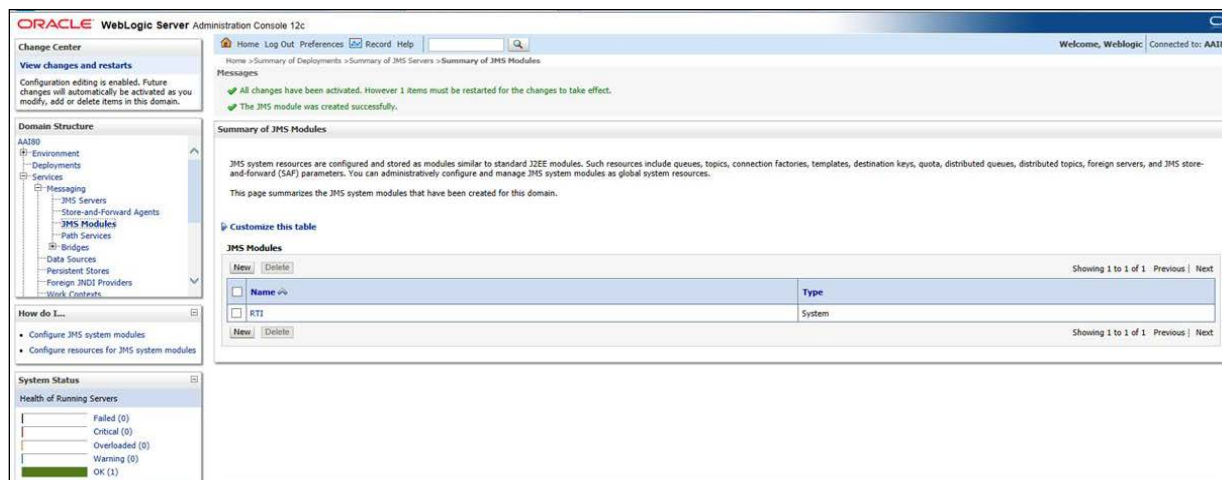 ORACLE WebLogic Server Administration Console 12c
Change Center
View changes and restarts
Configuration editing is enabled. Future
changes will automatically be activated as you
modify, add or delete items in this domain.
Domain Structure
AAI80
Environment
Deployments
Services
Messaging
JMS Servers
Store-and-Forward Agents
JMS Modules
Path Services
Bridges
Data Sources
Persistent Stores
Foreign JNDI Providers
Work Contexts
How do I...
Configure JMS system modules
Configure resources for JMS system modules
System Status
Health of Running Servers
Failed (0)
Critical (0)
Overloaded (0)
Warning (0)
OK (1)
Home Log Out Preferences Record Help
Welcome, Weblogic Connected to: AAI8
Home >Summary of Deployments >Summary of JMS Servers >Summary of JMS Modules
Messages
All changes have been activated. However 1 items must be restarted for the changes to take effect.
The JMS module was created successfully.
Summary of JMS Modules
JMS system resources are configured and stored as modules similar to standard J2EE modules. Such resources include queues, topics, connection factories, templates, destination keys, quota, distributed queues, distributed topics, foreign servers, and JMS store-
and-forward (SAF) parameters. You can administratively configure and manage JMS system modules as global system resources.
This page summarizes the JMS system modules that have been created for this domain.
Customize this table
JMS Modules
New Delete Showing 1 to 1 of 1 Previous | Next
Name Type
RTI System
New Delete Showing 1 to 1 of 1 Previous | Next